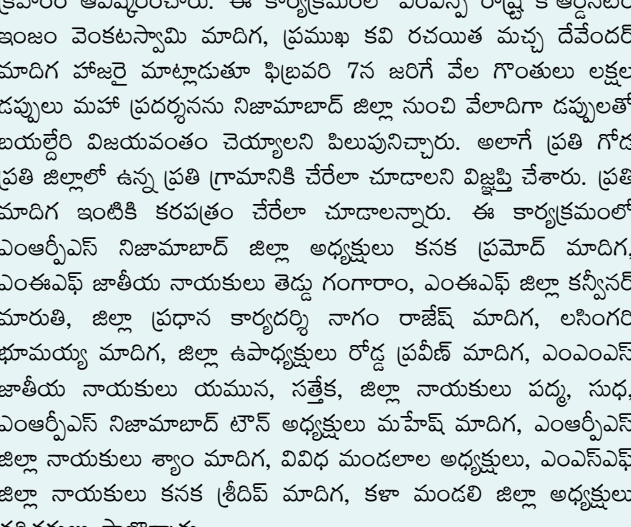 ఆవిష్కరించారు. ఈ కార్యక్రమంలో ఎంఎస్పీ రాష్ట్ర కోఆర్డినేటర్
ఇంజం వెంకటస్వామి మాదిగ, ప్రముఖ కవి రచయిత మచ్చ దేవేందర్
మాదిగ హాజరై మాట్లాడుతూ ఫిబ్రవరి 7న జరిగే వేల గొంతులు లక్షల
డప్పులు మహా ప్రదర్శనను నిజామాబాద్ జిల్లా నుంచి వేలాదిగా డప్పులతో
బయల్దేరి విజయవంతం చెయ్యాలని పిలుపునిచ్చారు. అలాగే ప్రతి గోడ
ప్రతి జిల్లాలో ఉన్న ప్రతి గ్రామానికి చేరేలా చూడాలని విజ్ఞప్తి చేశారు. ప్రతి
మాదిగ ఇంటికి కరపత్రం చేరేలా చూడాలన్నారు. ఈ కార్యక్రమంలో
ఎంఆర్పీఎస్ నిజామాబాద్ జిల్లా అధ్యక్షులు కనక ప్రమోద్ మాదిగ,
ఎంఈఎఫ్ జాతీయ నాయకులు తెడ్డు గంగారాం, ఎంఈఎఫ్ జిల్లా కన్వీనర్
మారుతి, జిల్లా ప్రధాన కార్యదర్శి నాగం రాజేష్ మాదిగ, లసింగరి
భూమయ్య మాదిగ, జిల్లా ఉపాధ్యక్షులు రోడ్డ ప్రవీణ్ మాదిగ, ఎంఎంఎస్
జాతీయ నాయకులు యమున, సత్తేక, జిల్లా నాయకులు పద్మ, సుధ,
ఎంఆర్పీఎస్ నిజామాబాద్ టౌన్ అధ్యక్షులు మహేష్ మాదిగ, ఎంఆర్పీఎస్
జిల్లా నాయకులు శ్యాం మాదిగ, వివిధ మండలాల అధ్యక్షులు, ఎంఎస్ఎఫ్
జిల్లా నాయకులు కనక శ్రీదిప్ మాదిగ, కళా మండలి జిల్లా అధ్యక్షులు